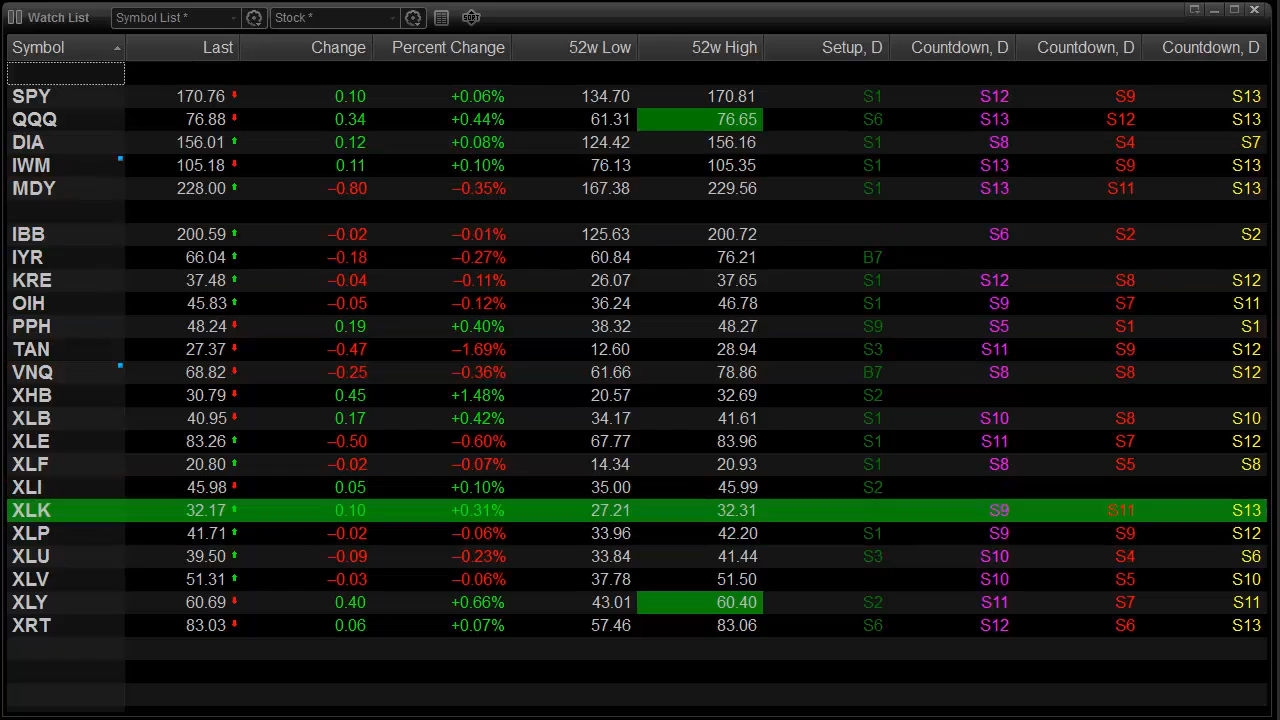 Watch List Symbol List * Stock * SORT
Symbol Last Change Percent Change 52w Low 52w High Setup, D Countdown, D Countdown, D Countdown, D
SPY 170.76 0.10 +0.06% 134.70 170.81 S1 S12 S9 S13
QQQ 76.88 0.34 +0.44% 61.31 76.65 S6 S13 S12 S13
DIA 156.01 0.12 +0.08% 124.42 156.16 S1 S8 S4 S7
IWM 105.18 0.11 +0.10% 76.13 105.35 S1 S13 S9 S13
MDY 228.00 −0.80 −0.35% 167.38 229.56 S1 S13 S11 S13
IBB 200.59 −0.02 −0.01% 125.63 200.72 S6 S2 S2
IYR 66.04 −0.18 −0.27% 60.84 76.21 B7
KRE 37.48 −0.04 −0.11% 26.07 37.65 S1 S12 S8 S12
OIH 45.83 −0.05 −0.12% 36.24 46.78 S1 S9 S7 S11
PPH 48.24 0.19 +0.40% 38.32 48.27 S9 S5 S1 S1
TAN 27.37 −0.47 −1.69% 12.60 28.94 S3 S11 S9 S12
VNQ 68.82 −0.25 −0.36% 61.66 78.86 B7 S8 S8 S12
XHB 30.79 0.45 +1.48% 20.57 32.69 S2
XLB 40.95 0.17 +0.42% 34.17 41.61 S1 S10 S8 S10
XLE 83.26 −0.50 −0.60% 67.77 83.96 S1 S11 S7 S12
XLF 20.80 −0.02 −0.07% 14.34 20.93 S1 S8 S5 S8
XLI 45.98 0.05 +0.10% 35.00 45.99 S2
XLK 32.17 0.10 +0.31% 27.21 32.31 S9 S11 S13
XLP 41.71 −0.02 −0.06% 33.96 42.20 S1 S9 S9 S12
XLU 39.50 −0.09 −0.23% 33.84 41.44 S3 S10 S4 S6
XLV 51.31 −0.03 −0.06% 37.78 51.50 S10 S5 S10
XLY 60.69 0.40 +0.66% 43.01 60.40 S2 S11 S7 S11
XRT 83.03 0.06 +0.07% 57.46 83.06 S6 S12 S6 S13